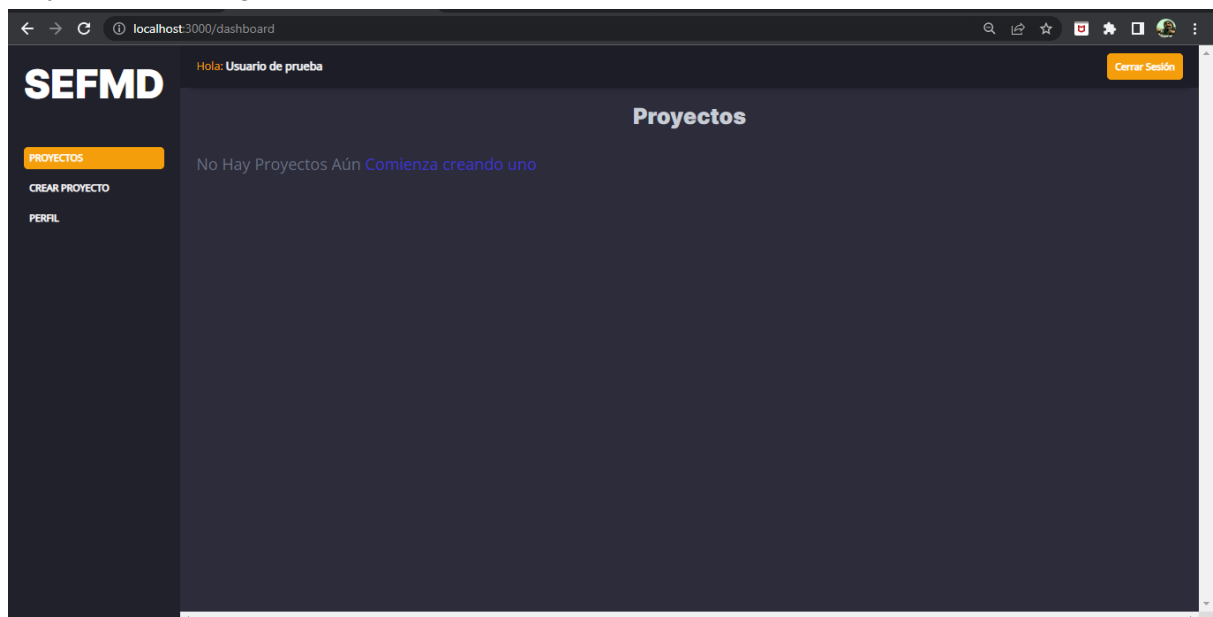 localhost:3000/dashboard
SEFMD
Hola: Usuario de prueba
Cerrar Sesión
Proyectos
PROYECTOS
CREAR PROYECTO
PERFIL
No Hay Proyectos Aún Comienza creando uno